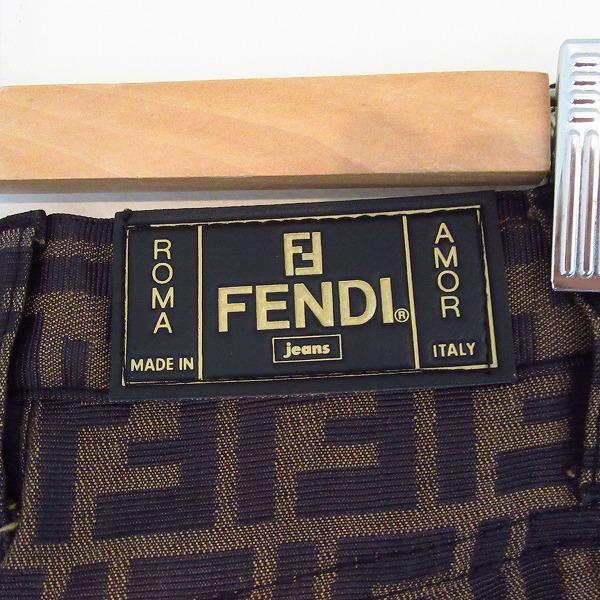 ROMA
MADE IN
FF
FENDI®
jeans
AMOR
ITALY